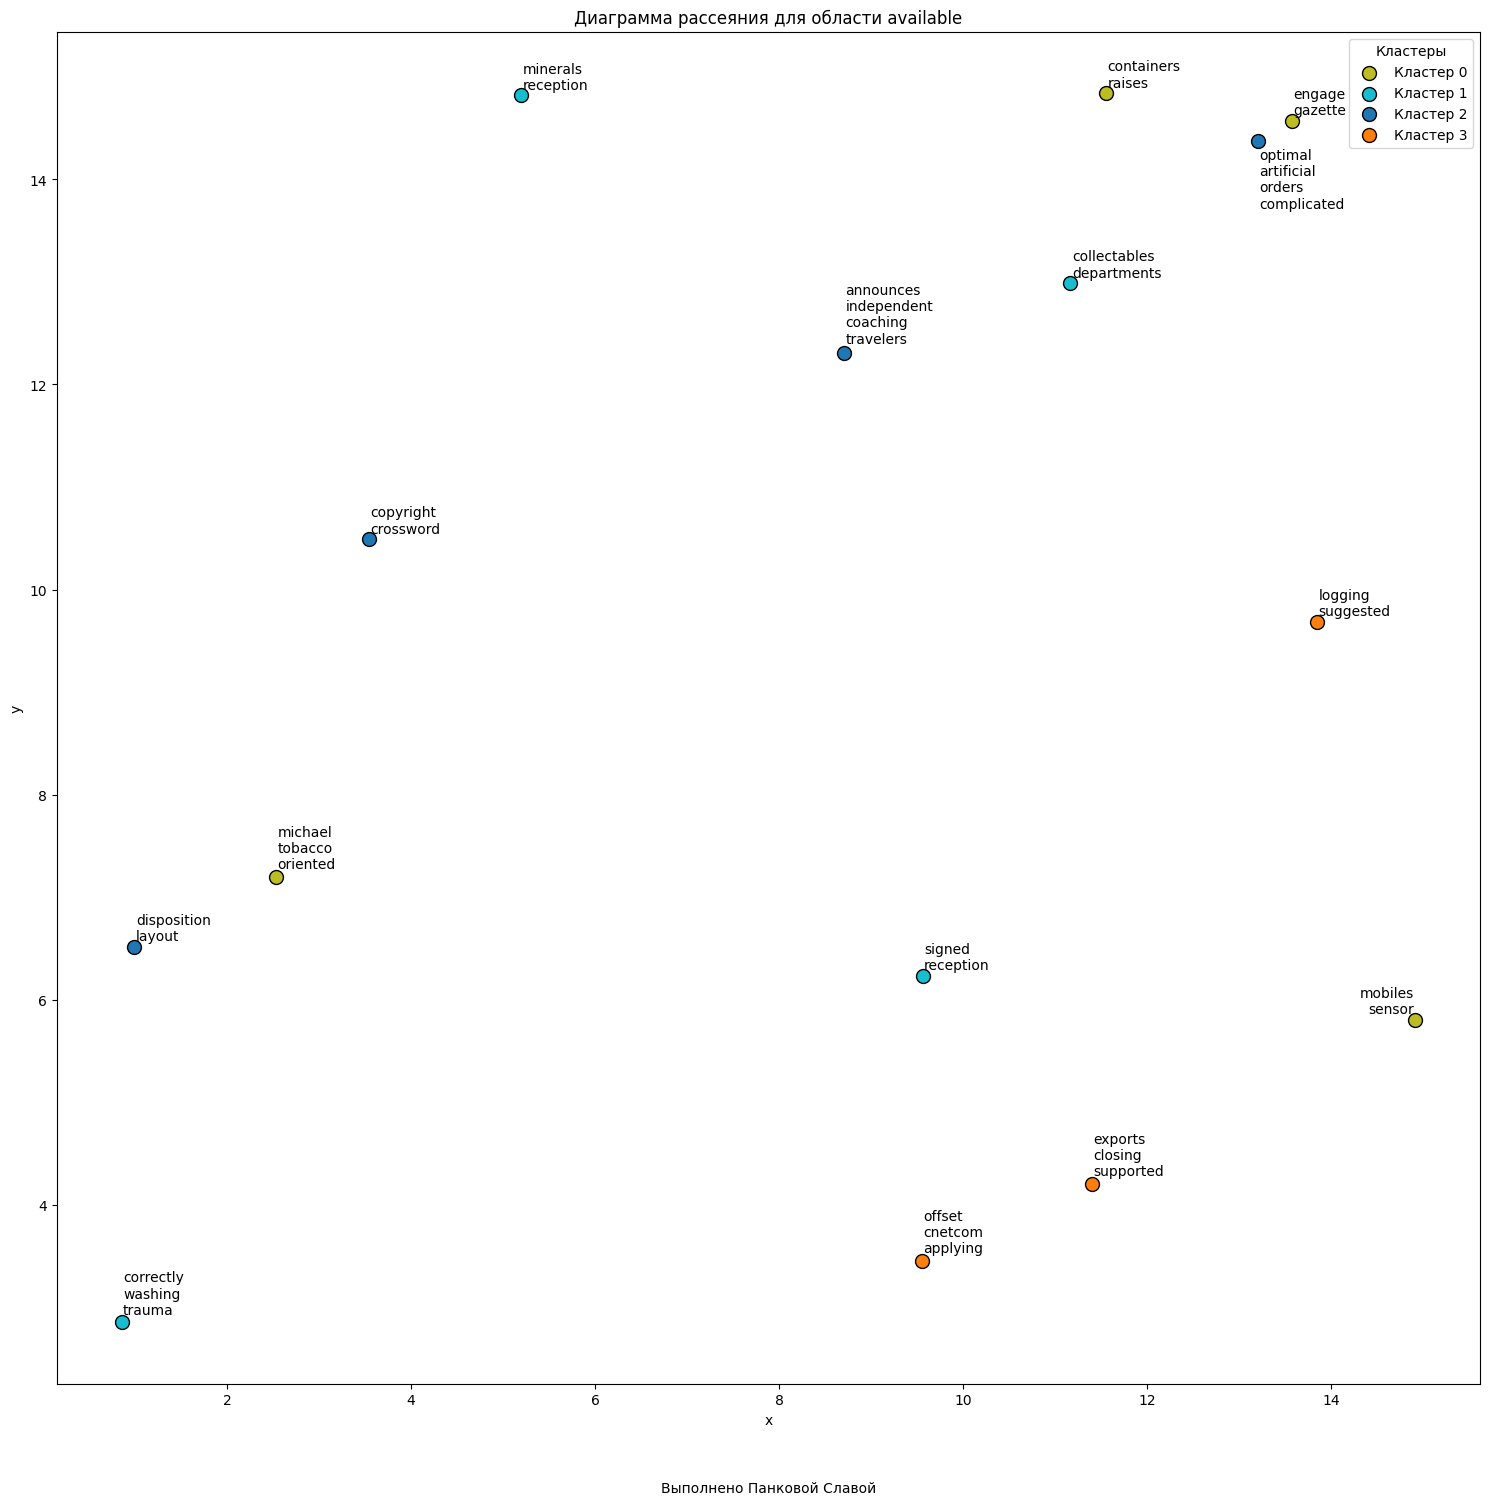 Диаграмма рассеяния для области available
Кластеры
Кластер 0
Кластер 1
Кластер 2
Кластер 3
minerals
reception
containers
raises
engage
gazette
optimal
artificial
orders
complicated
collectables
departments
announces
independent
coaching
travelers
copyright
crossword
logging
suggested
michael
tobacco
oriented
disposition
layout
signed
reception
mobiles
sensor
exports
closing
supported
offset
cnetcom
applying
correctly
washing
trauma
14
12
10
8
6
4
y
2
4
6
8
10
12
14
x
Выполнено Панковой Славой